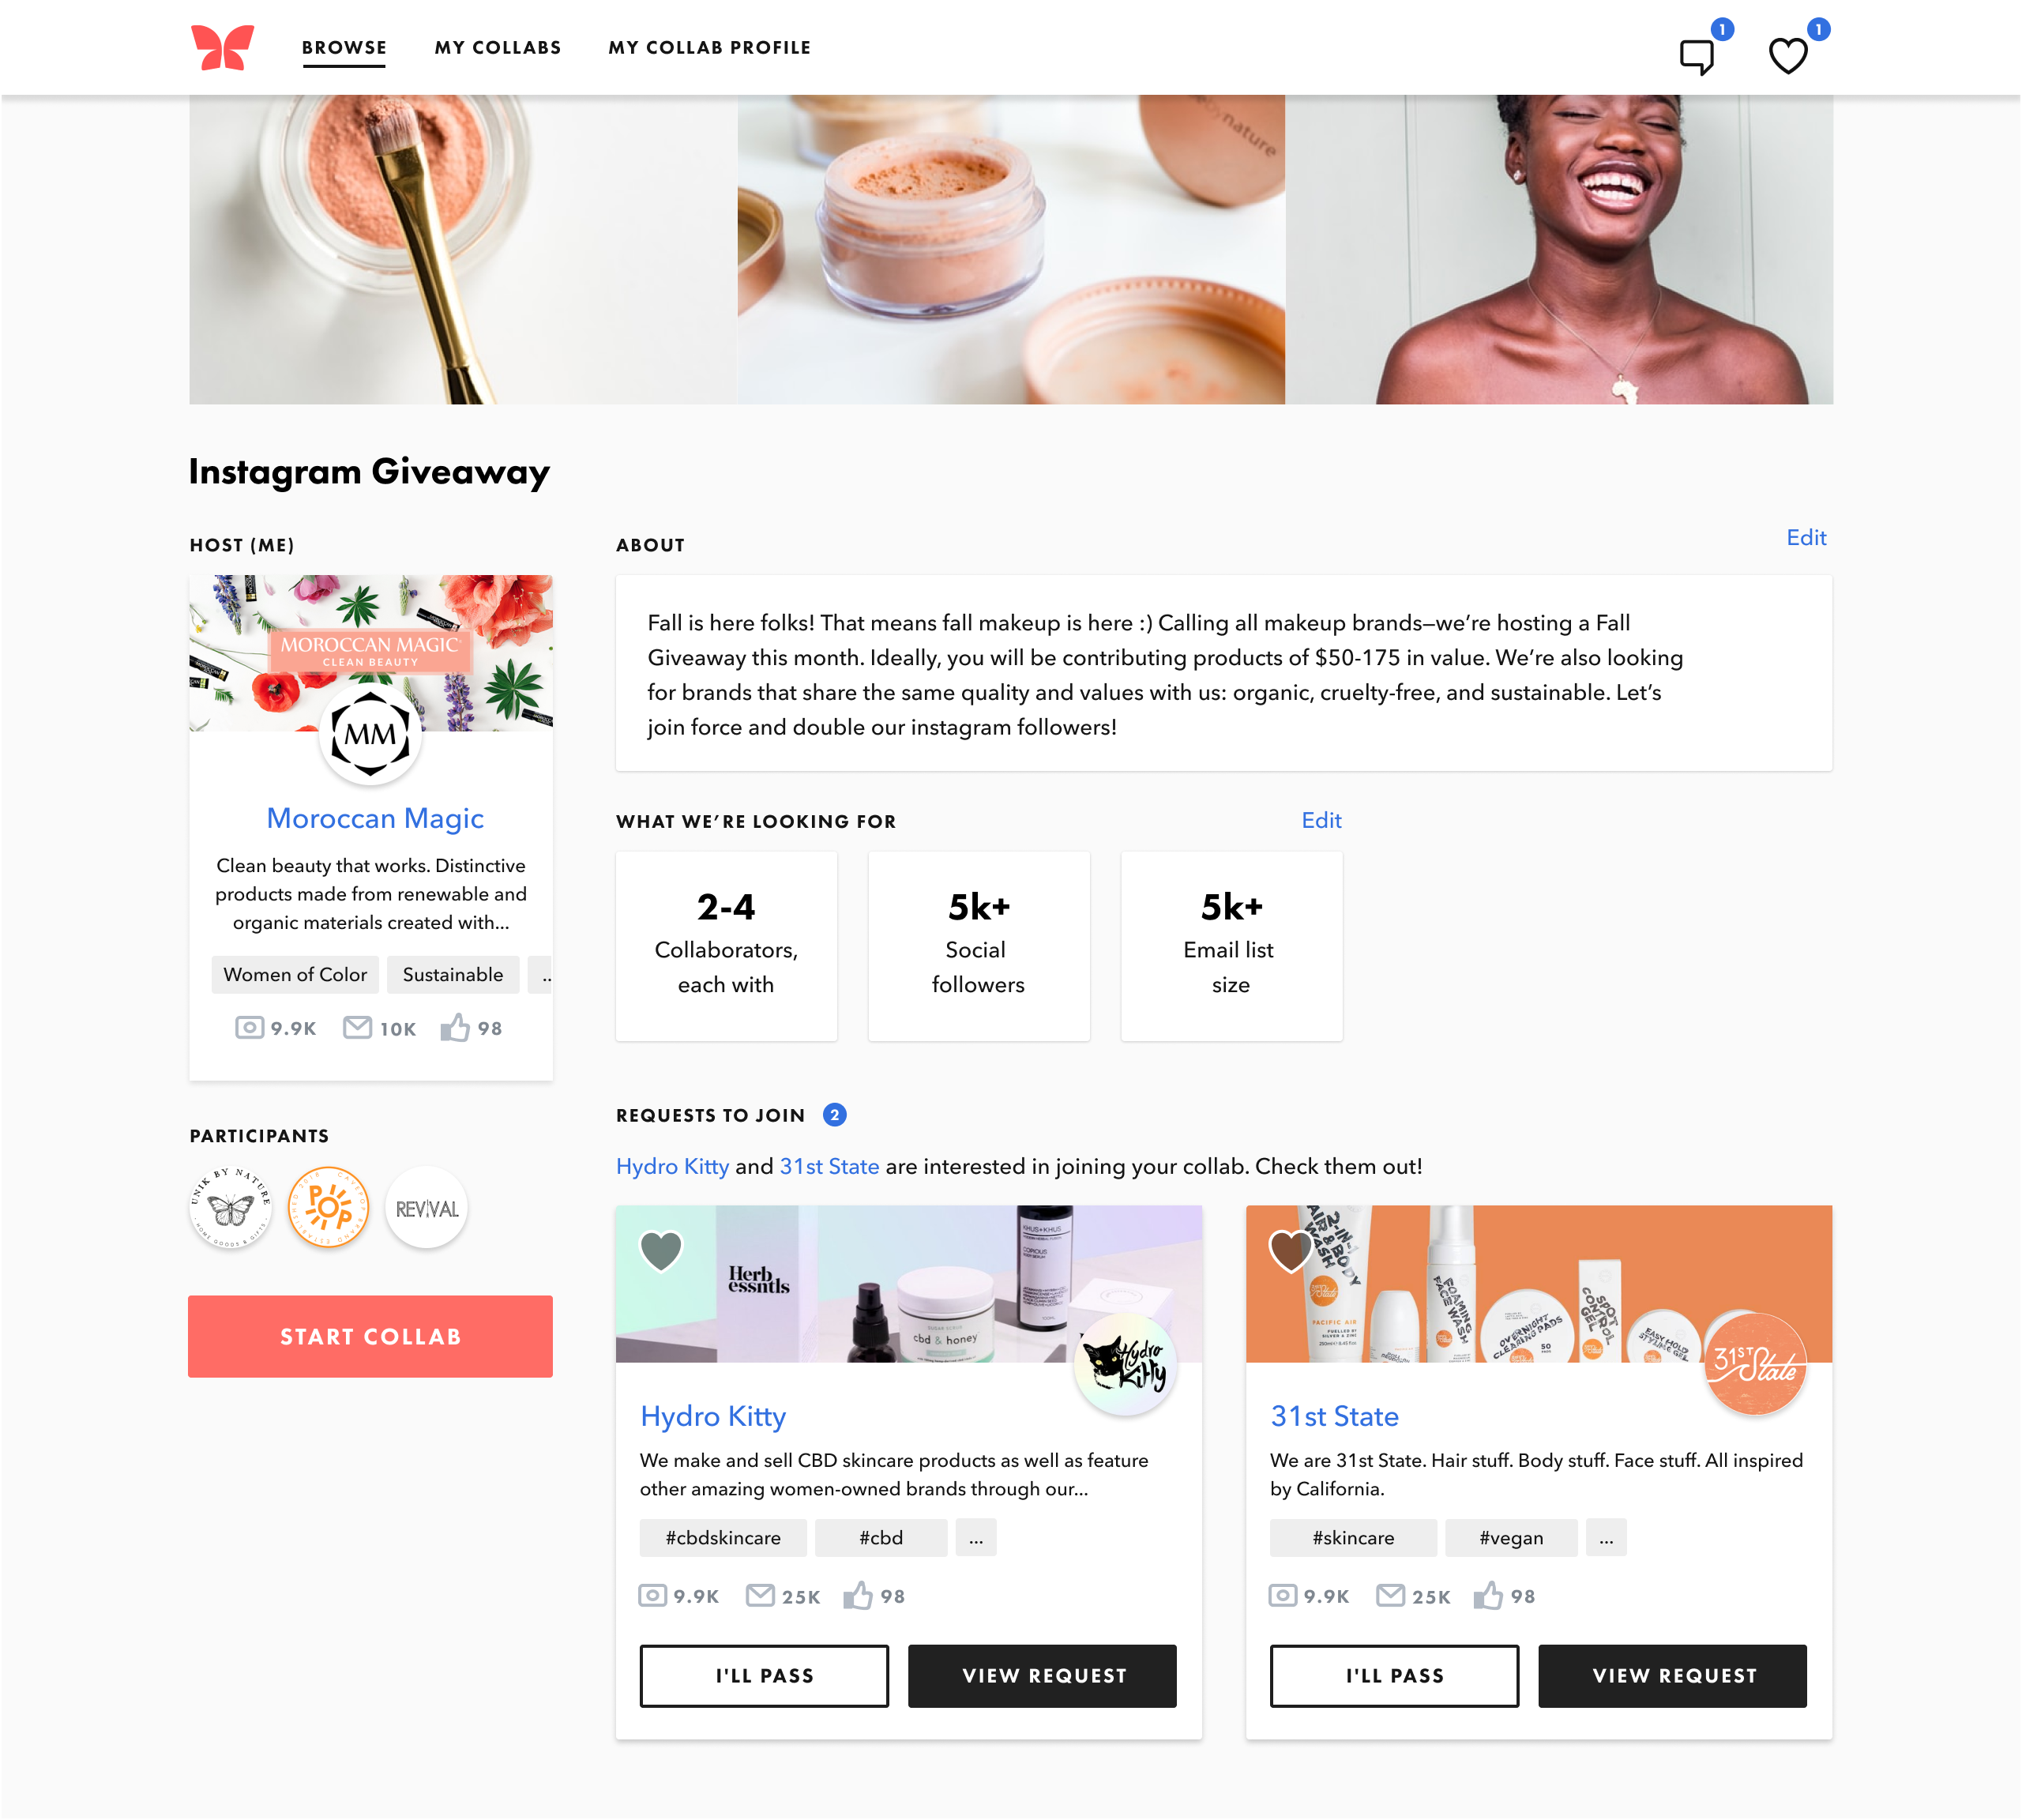 BROWSE
MY COLLABS
MY COLLAB PROFILE
1
1
by nature
Instagram Giveaway
HOST (ME)
MOROCCAN MAGIC
CLEAN BEAUTY
MM
Moroccan Magic
Clean beauty that works. Distinctive
products made from renewable and
organic materials created with...
Women of Color
Sustainable
..
9.9K
10K
98
PARTICIPANTS
UNIK BY NATURE
HOME GOODS & GIFTS
POP
REVIVAL
START COLLAB
ABOUT
Edit
Fall is here folks! That means fall makeup is here :) Calling all makeup brands—we’re hosting a Fall
Giveaway this month. Ideally, you will be contributing products of $50-175 in value. We’re also looking
for brands that share the same quality and values with us: organic, cruelty-free, and sustainable. Let’s
join force and double our instagram followers!
WHAT WE’RE LOOKING FOR
Edit
2-4
Collaborators,
each with
5k+
Social
followers
5k+
Email list
size
REQUESTS TO JOIN
2
Hydro Kitty and 31st State are interested in joining your collab. Check them out!
Herb
essntls
cbd & honey
KHUS+KHUS
Hydro
Kitty
Hydro Kitty
We make and sell CBD skincare products as well as feature
other amazing women-owned brands through our...
#cbdskincare
#cbd
...
9.9K
25K
98
I'LL PASS
VIEW REQUEST
2-IN-1
HAIR & BODY
WASH
PACIFIC AIR
FOAMING
FACE WASH
OVERNIGHT
CLEARING PADS
50
SPOT
CONTROL
GEL
EASY HOLD
STYLING GEL
31ST State
31st State
We are 31st State. Hair stuff. Body stuff. Face stuff. All inspired
by California.
#skincare
#vegan
...
9.9K
25K
98
I'LL PASS
VIEW REQUEST